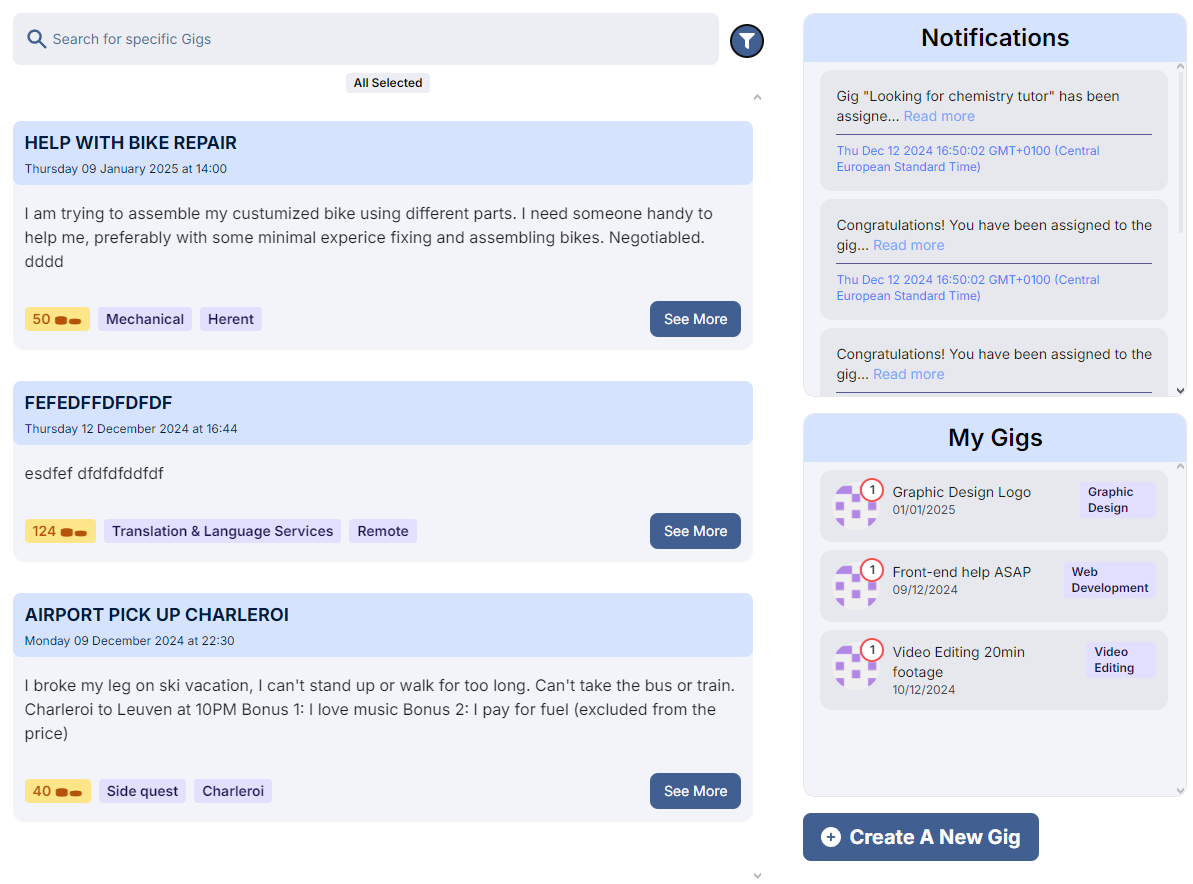 Search for specific Gigs
All Selected
HELP WITH BIKE REPAIR
Thursday 09 January 2025 at 14:00
I am trying to assemble my custumized bike using different parts. I need someone handy to
help me, preferably with some minimal experice fixing and assembling bikes. Negotiabled.
dddd
50
Mechanical
Herent
See More
FEFEDFFDFDFDF
Thursday 12 December 2024 at 16:44
esdfef dfdfdfddfdf
124
Translation & Language Services
Remote
See More
AIRPORT PICK UP CHARLEROI
Monday 09 December 2024 at 22:30
I broke my leg on ski vacation, I can't stand up or walk for too long. Can't take the bus or train.
Charleroi to Leuven at 10PM Bonus 1: I love music Bonus 2: I pay for fuel (excluded from the
price)
40
Side quest
Charleroi
See More
Notifications
Gig "Looking for chemistry tutor" has been
assigne... Read more
Thu Dec 12 2024 16:50:02 GMT+0100 (Central
European Standard Time)
Congratulations! You have been assigned to the
gig... Read more
Thu Dec 12 2024 16:50:02 GMT+0100 (Central
European Standard Time)
Congratulations! You have been assigned to the
gig... Read more
My Gigs
1
Graphic Design Logo
01/01/2025
Graphic
Design
1
Front-end help ASAP
09/12/2024
Web
Development
1
Video Editing 20min
footage
10/12/2024
Video
Editing
Create A New Gig